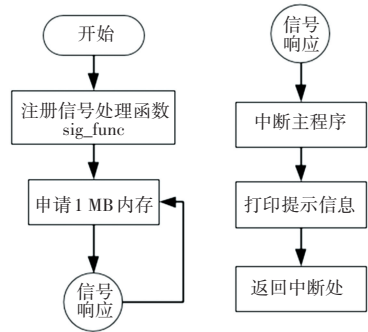 开始
注册信号处理函数
sig_func
申请1 MB内存
信号
响应
信号
响应
中断主程序
打印提示信息
返回中断处